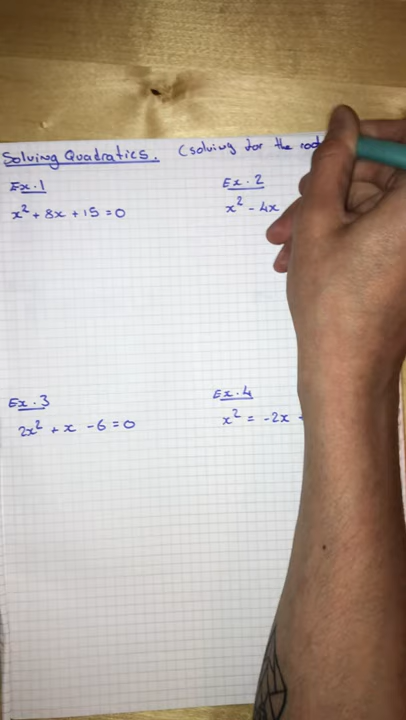 Solving Quadratics. (solving for the
Ex.1
x² + 8x + 15 = 0
Ex.2
x² - 4x
Ex.3
2x² + x - 6 = 0
Ex.4
x² = -2x